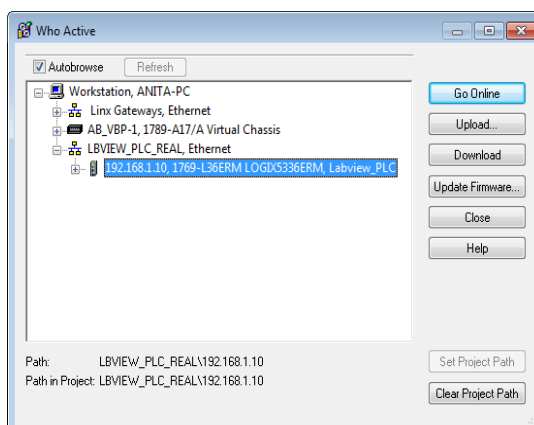 Who Active
Autobrowse
Refresh
Workstation, ANITA-PC
Linx Gateways, Ethernet
AB_VBP-1, 1789-A17/A Virtual Chassis
LBVIEW_PLC_REAL, Ethernet
192.168.1.10, 1769-L36ERM LOGIX5336ERM, Labview_PLC
Go Online
Upload...
Download
Update Firmware...
Close
Help
Path: LBVIEW_PLC_REAL\192.168.1.10
Path in Project: LBVIEW_PLC_REAL\192.168.1.10
Set Project Path
Clear Project Path